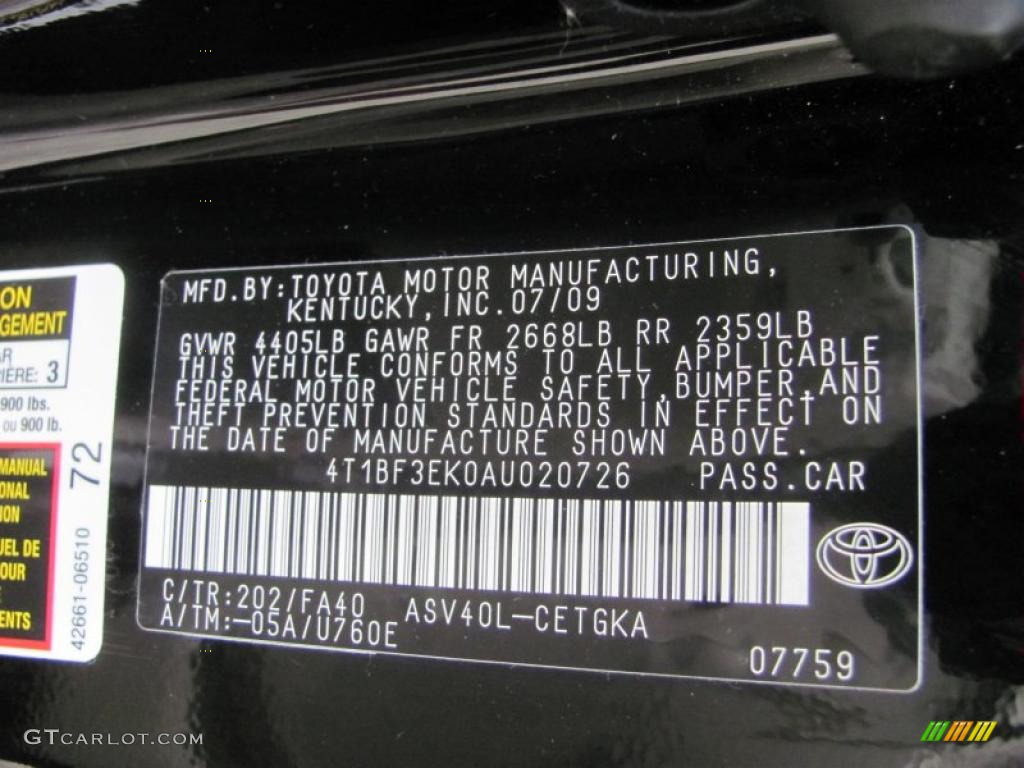 MFD.BY:TOYOTA MOTOR MANUFACTURING,
KENTUCKY,INC.07/09
GVWR 4405LB GAWR FR 2668LB RR 2359LB
THIS VEHICLE CONFORMS TO ALL APPLICABLE
FEDERAL MOTOR VEHICLE SAFETY,BUMPER,AND
THEFT PREVENTION STANDARDS IN EFFECT ON
THE DATE OF MANUFACTURE SHOWN ABOVE.
4T1BF3EK0AU020726 PASS.CAR
C/TR:202/FA40 ASV40L-CETGKA
A/TM:-05A/U760E
07759
ON
GEMENT
AR
RIÈRE: 3
900 lbs.
ou 900 lb.
MANUAL
ONAL
ION
UEL DE
OUR
E
ENTS
42661-06510 72
GTCARLOT.COM